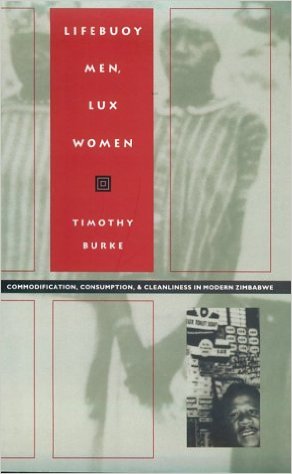 LIFEBUOY
MEN,
LUX
WOMEN
TIMOTHY
BURKE
COMMODIFICATION, CONSUMPTION, & CLEANLINESS IN MODERN ZIMBABWE